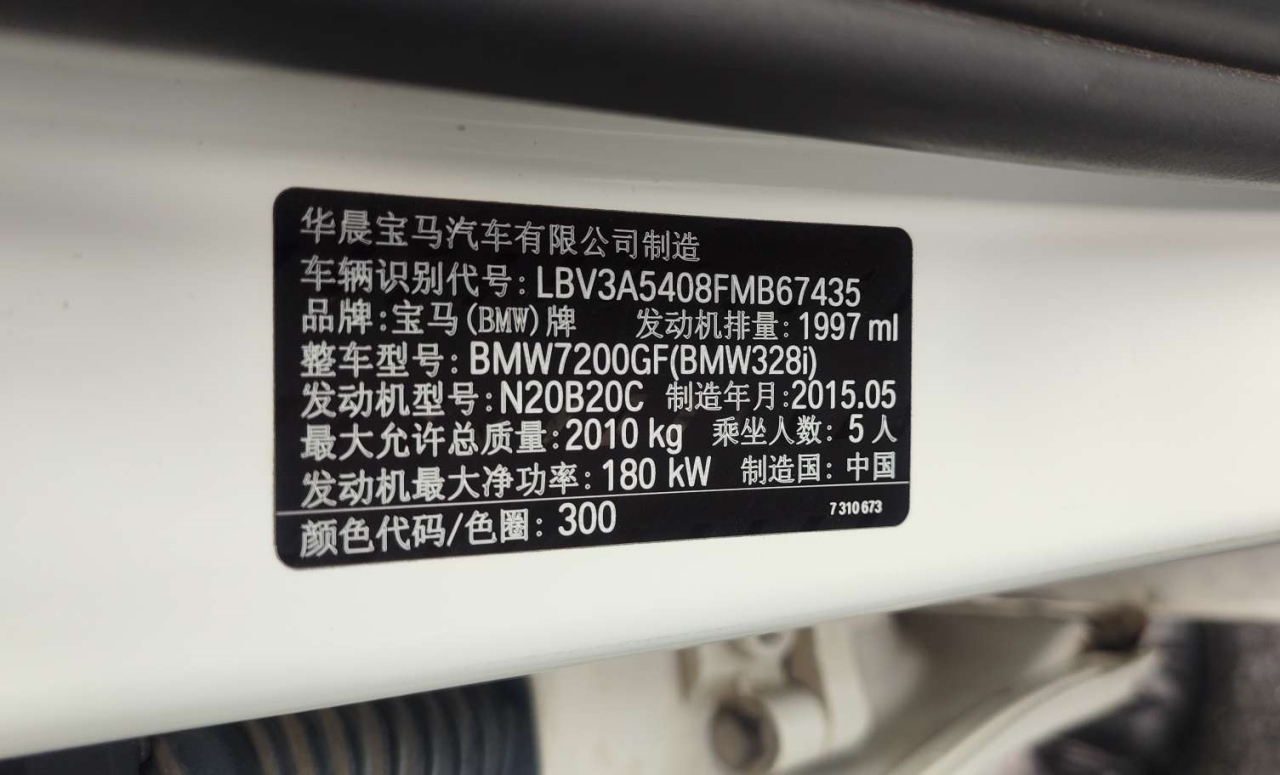 华晨宝马汽车有限公司制造
车辆识别代号: LBV3A5408FMB67435
品牌:宝马(BMW)牌 发动机排量: 1997 ml
整车型号: BMW7200GF(BMW328i)
发动机型号: N20B20C 制造年月:2015.05
最大允许总质量: 2010 kg 乘坐人数: 5 人
发动机最大净功率: 180 kW 制造国: 中国
颜色代码/色圈: 300 7 310 673